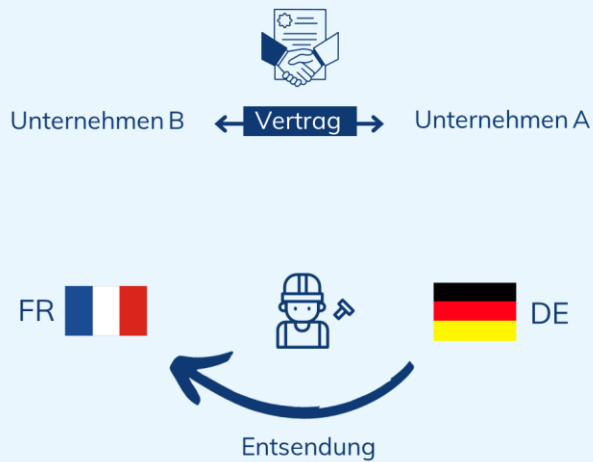 Unternehmen B
Vertrag
Unternehmen A
FR
DE
Entsendung